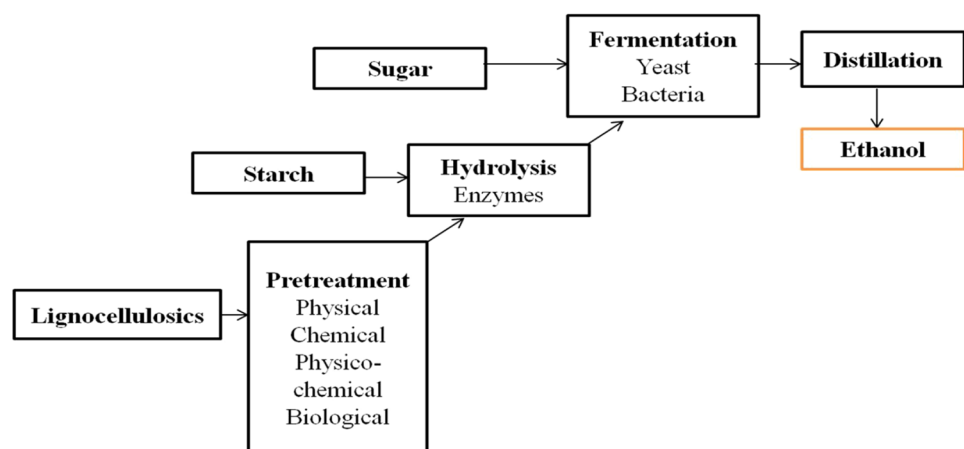 Sugar
Fermentation
Yeast
Bacteria
Distillation
Ethanol
Starch
Hydrolysis
Enzymes
Lignocellulosics
Pretreatment
Physical
Chemical
Physico-
chemical
Biological